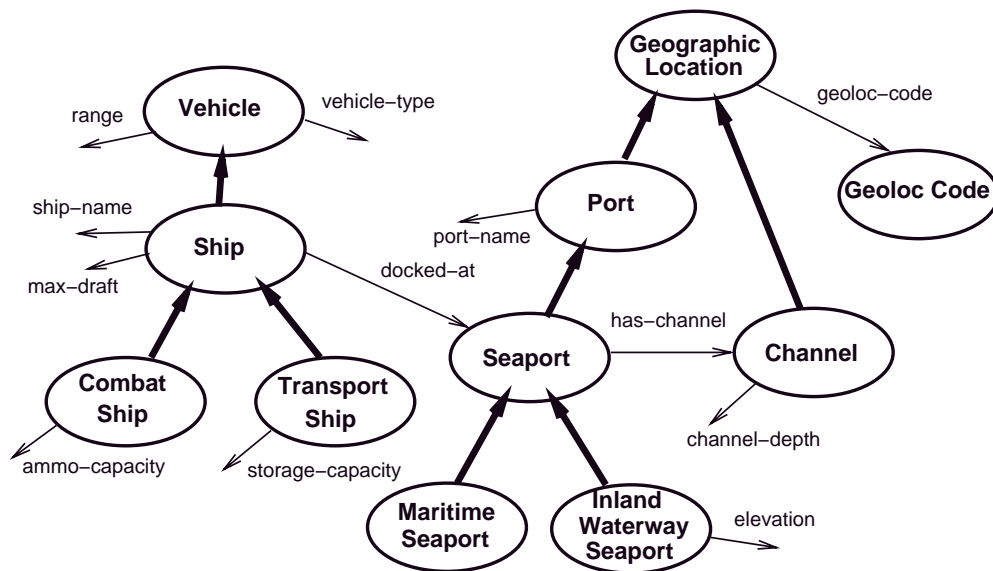 Geographic
Location
Vehicle
vehicle−type
range
geoloc−code
Geoloc Code
Port
ship−name
port−name
Ship
docked−at
max−draft
has−channel
Seaport
Channel
Combat
Ship
Transport
Ship
channel−depth
ammo−capacity
storage−capacity
Maritime
Seaport
Inland
Waterway
Seaport
elevation